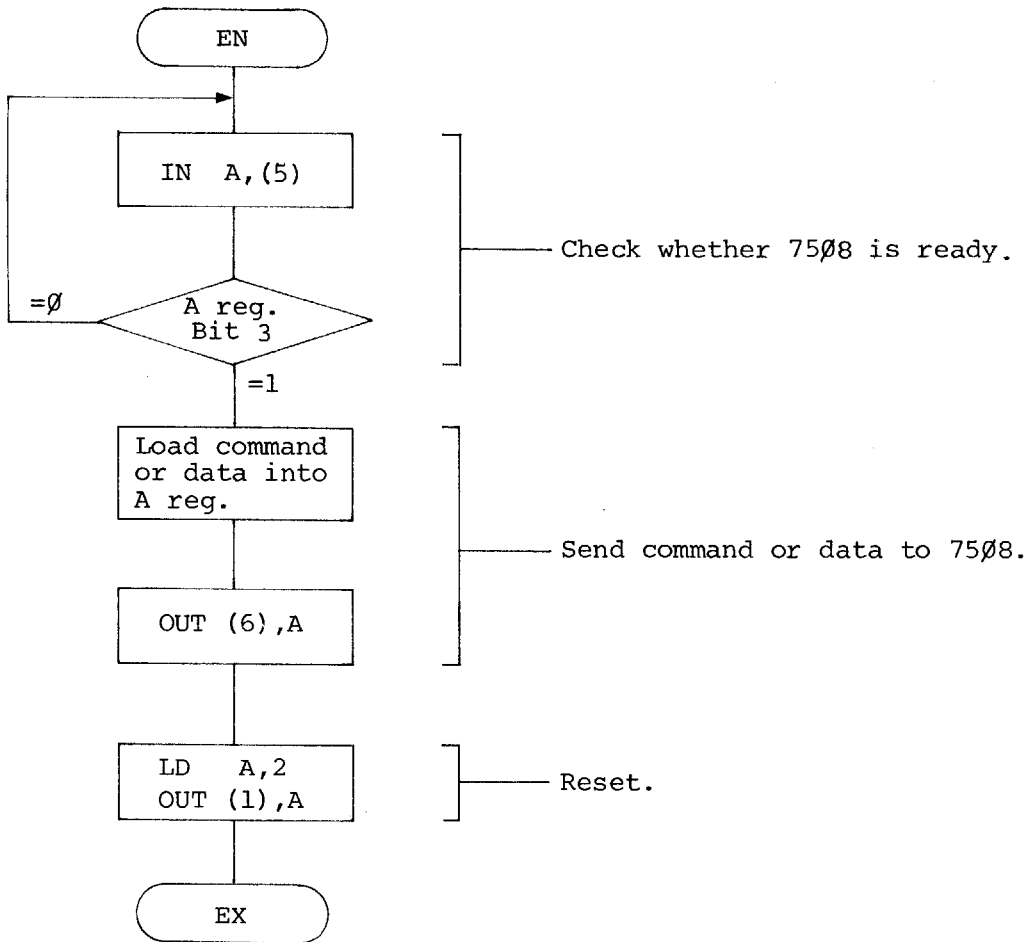 EN
IN A,(5)
Check whether 75Ø8 is ready.
=Ø
A reg.
Bit 3
=1
Load command
or data into
A reg.
Send command or data to 75Ø8.
OUT (6),A
LD A,2
OUT (1),A
Reset.
EX